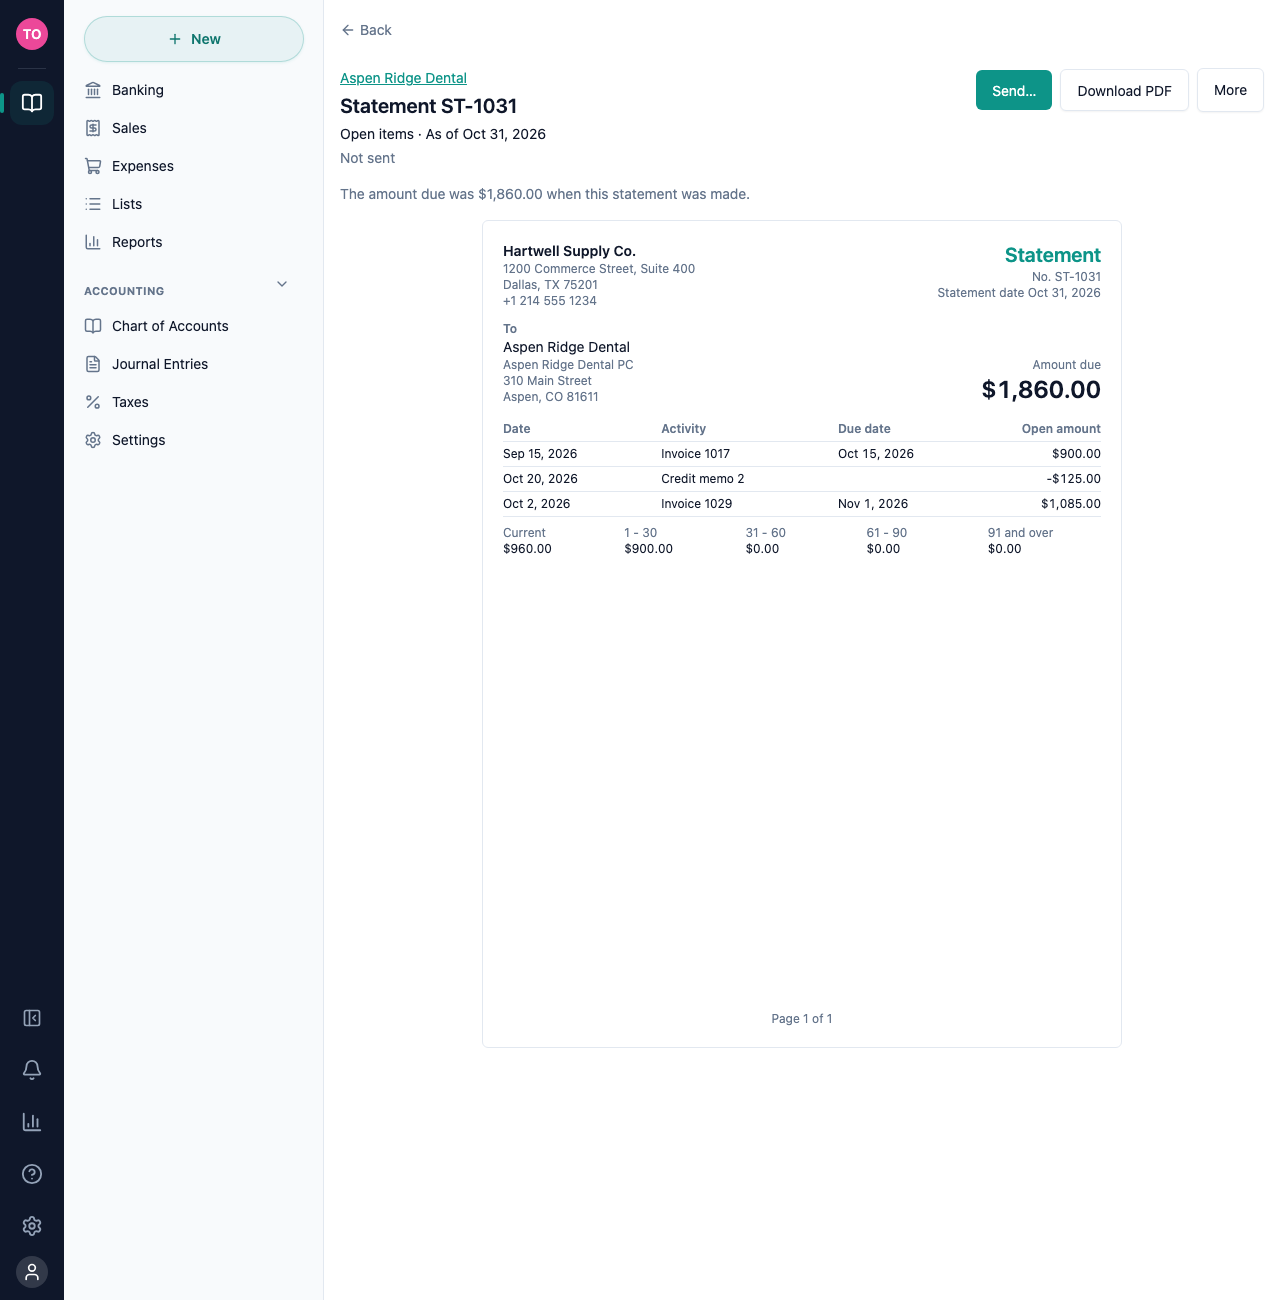 TO
New
Banking
Sales
Expenses
Lists
Reports
ACCOUNTING
Chart of Accounts
Journal Entries
Taxes
Settings
Back
Aspen Ridge Dental
Statement ST-1031
Open items · As of Oct 31, 2026
Not sent
Send...
Download PDF
More
The amount due was $1,860.00 when this statement was made.
Hartwell Supply Co.
1200 Commerce Street, Suite 400
Dallas, TX 75201
+1 214 555 1234
Statement
No. ST-1031
Statement date Oct 31, 2026
To
Aspen Ridge Dental
Aspen Ridge Dental PC
310 Main Street
Aspen, CO 81611
Amount due
$1,860.00
Date Activity Due date Open amount
Sep 15, 2026 Invoice 1017 Oct 15, 2026 $900.00
Oct 20, 2026 Credit memo 2 -$125.00
Oct 2, 2026 Invoice 1029 Nov 1, 2026 $1,085.00
Current 1 - 30 31 - 60 61 - 90 91 and over
$960.00 $900.00 $0.00 $0.00 $0.00
Page 1 of 1